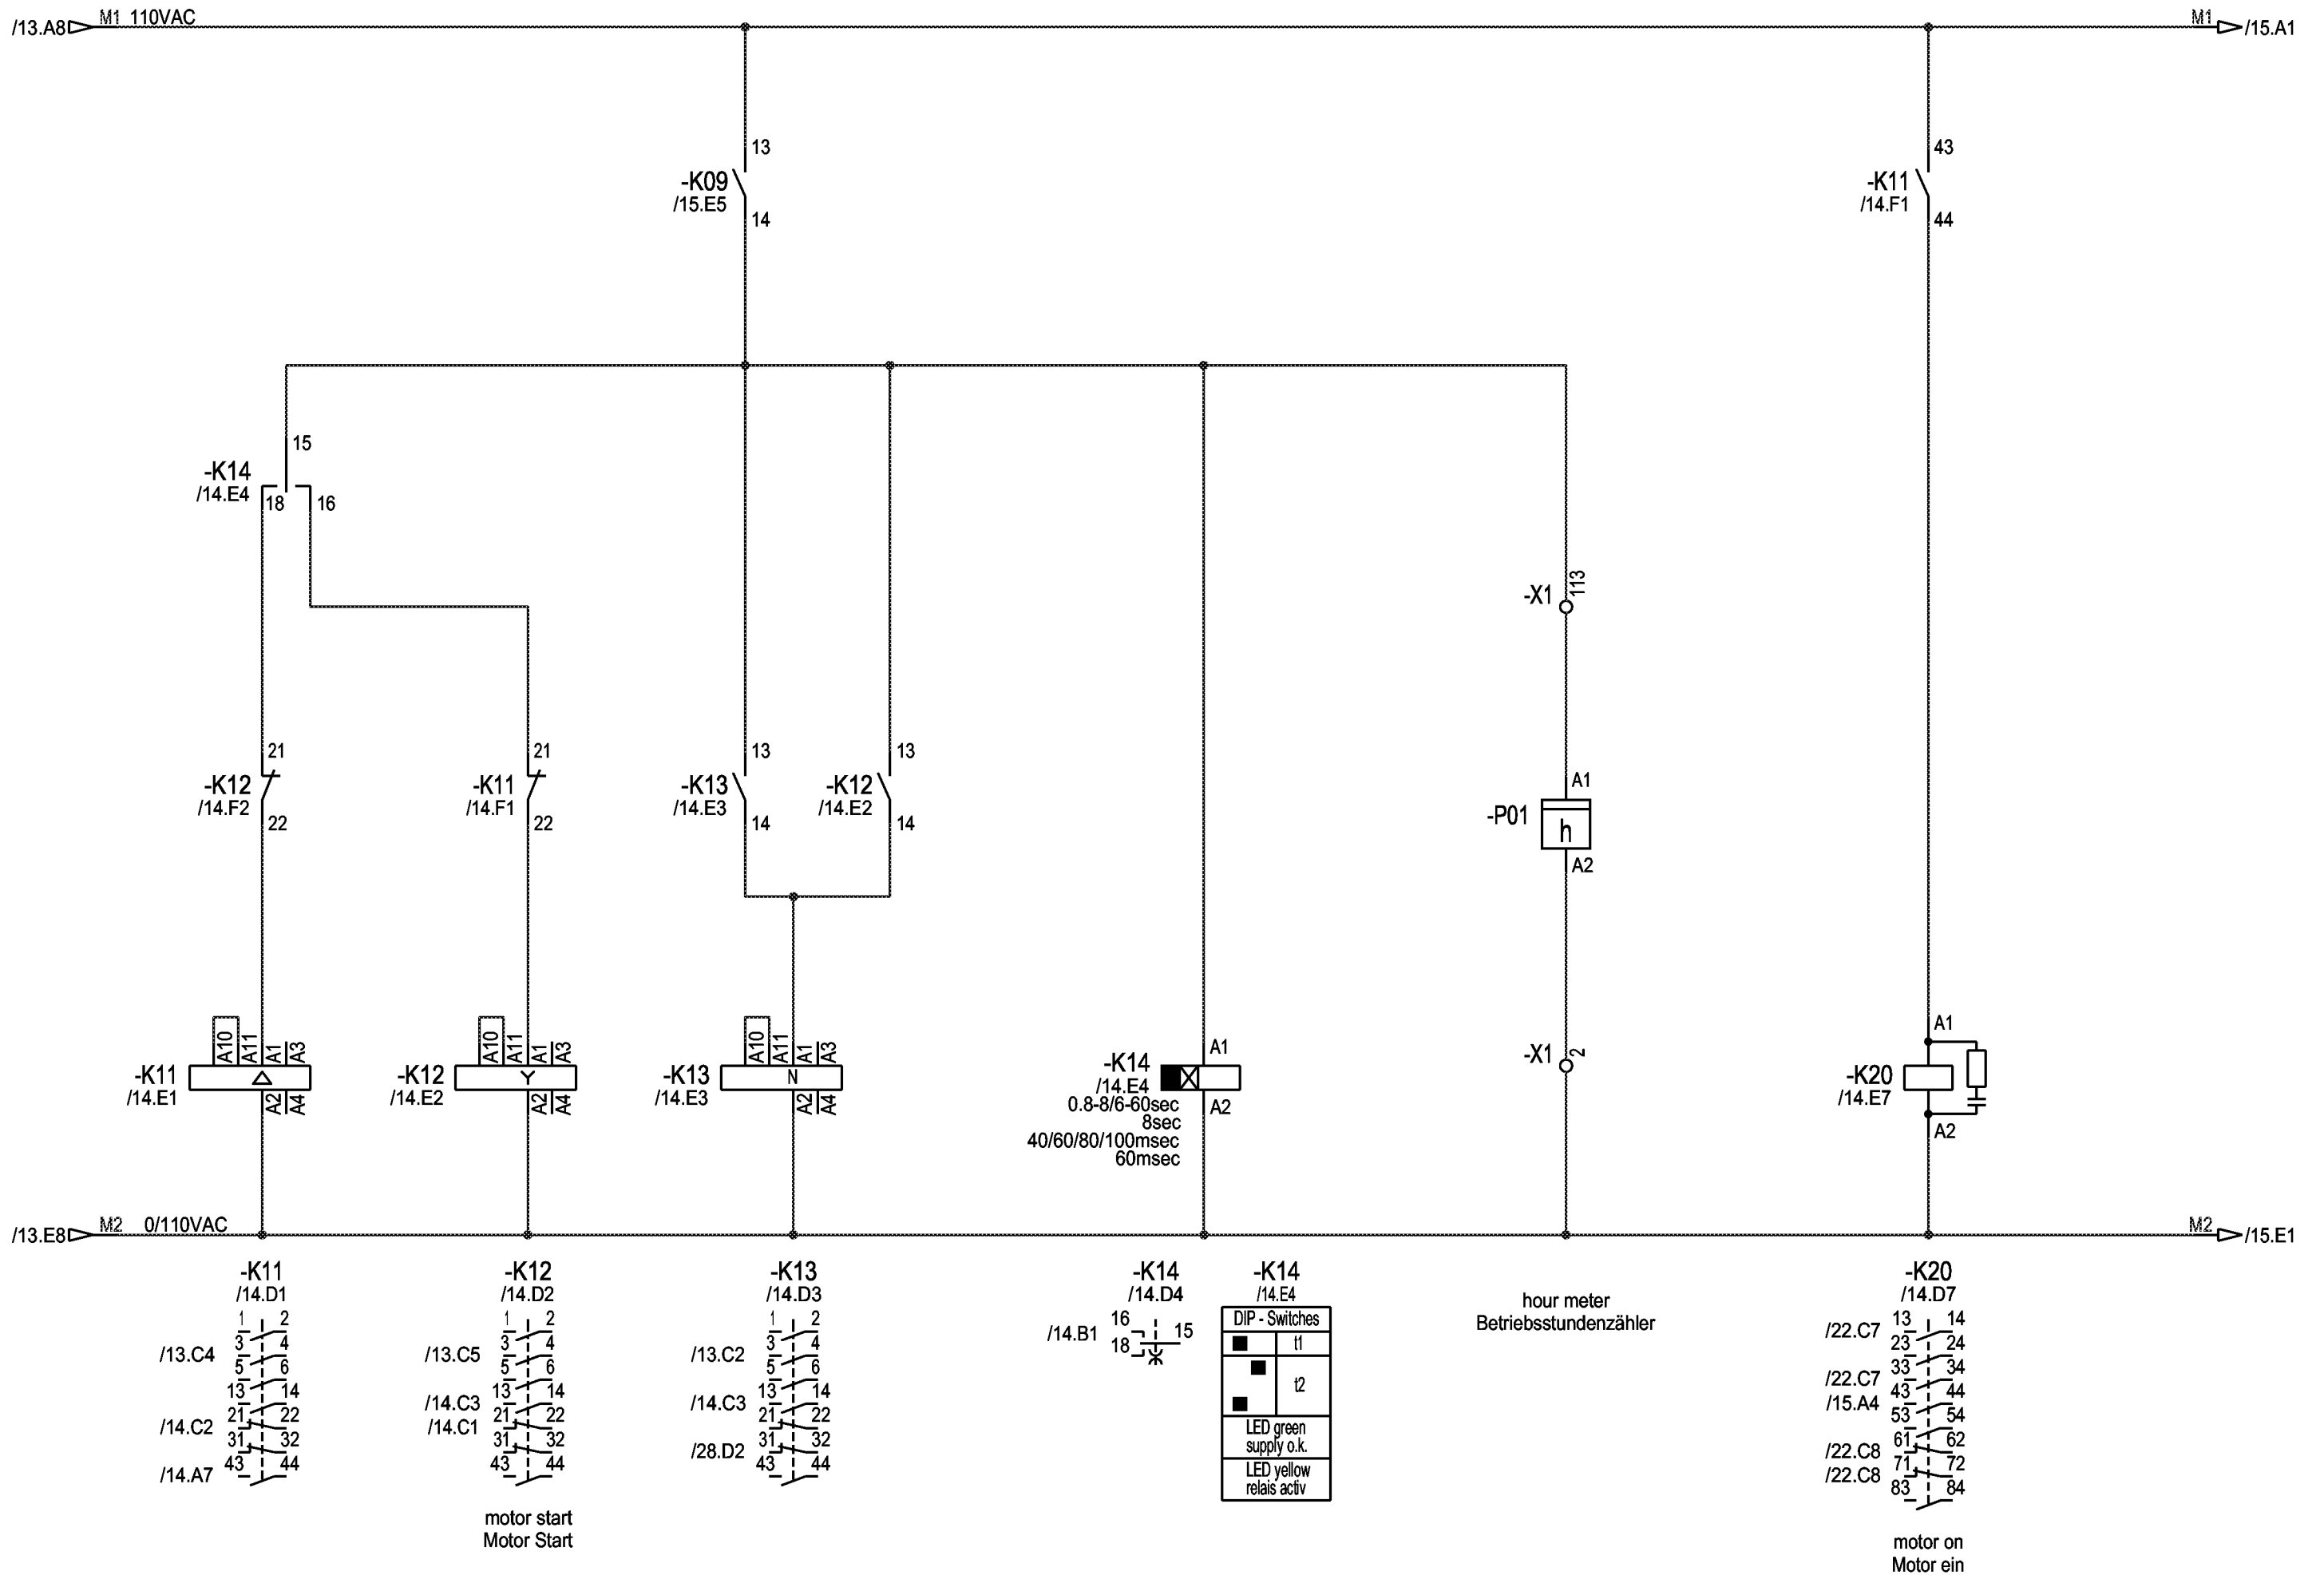 M1 110VAC
/13.A8
M1
/15.A1
13
-K09
/15.E5
14
43
-K11
/14.F1
44
15
-K14
/14.E4
18
16
-X1
113
21
-K12
/14.F2
22
21
-K11
/14.F1
22
13
-K13
/14.E3
14
13
-K12
/14.E2
14
A1
-P01
h
A2
A10
A11
A1
A3
-K11
/14.E1
A2
A4
A10
A11
A1
A3
-K12
/14.E2
Y
A2
A4
A10
A11
A1
A3
-K13
/14.E3
N
A2
A4
A1
-K14
/14.E4
0.8-8/6-60sec
8sec
40/60/80/100msec
60msec
A2
-X1
2
A1
-K20
/14.E7
A2
M2 0/110VAC
/13.E8
M2
/15.E1
-K11
/14.D1
1 2
3 4
/13.C4
5 6
13 14
21 22
/14.C2
31 32
43 44
/14.A7
-K12
/14.D2
1 2
3 4
/13.C5
5 6
13 14
/14.C3
21 22
/14.C1
31 32
43 44
motor start
Motor Start
-K13
/14.D3
1 2
3 4
/13.C2
5 6
13 14
/14.C3
21 22
31 32
/28.D2
43 44
-K14
/14.D4
16
/14.B1
15
18
-K14
/14.E4
DIP - Switches
t1
t2
LED green
supply o.k.
LED yellow
relais activ
hour meter
Betriebsstundenzähler
-K20
/14.D7
13 14
/22.C7
23 24
33 34
/22.C7
43 44
/15.A4
53 54
61 62
/22.C8
71 72
/22.C8
83 84
motor on
Motor ein